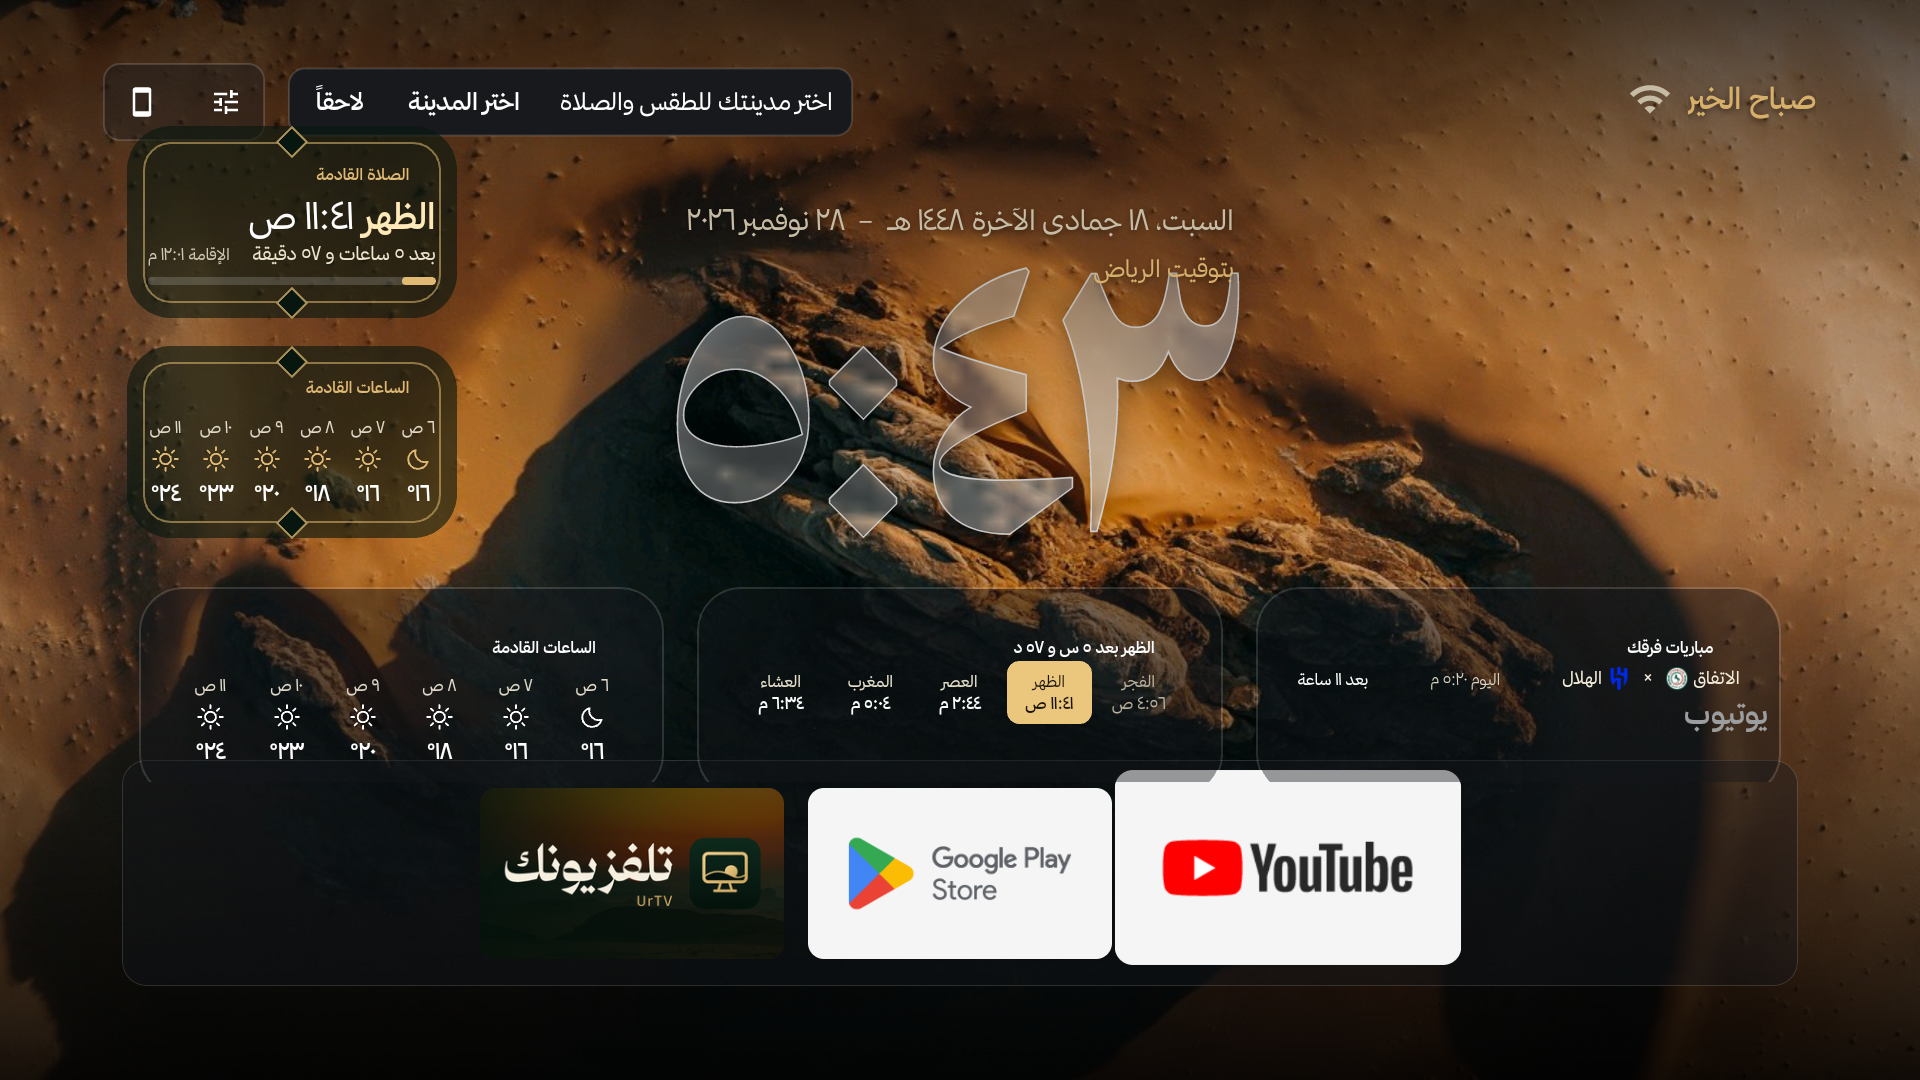 صباح الخير
اختر مدينتك للطقس والصلاة
اختر المدينة
لاحقاً
السبت، ١٨ جمادى الآخرة ١٤٤٨ هـ – ٢٨ نوفمبر ٢٠٢٦
بتوقيت الرياض
٥:٤٣
الصلاة القادمة
الظهر ١١:٤١ ص
بعد ٥ ساعات و ٥٧ دقيقة
الإقامة ١٢:٠١ م
الساعات القادمة
٦ ص ٧ ص ٨ ص ٩ ص ١٠ ص ١١ ص
١٦° ١٦° ١٨° ٢٠° ٢٣° ٢٤°
مباريات فرقك
الاتفاق × الهلال
اليوم ٥:٢٠ م
بعد ١١ ساعة
يوتيوب
الظهر بعد ٥ س و ٥٧ د
الفجر الظهر العصر المغرب العشاء
٤:٥٦ ص ١١:٤١ ص ٢:٤٤ م ٥:٠٤ م ٦:٣٤ م
الساعات القادمة
٦ ص ٧ ص ٨ ص ٩ ص ١٠ ص ١١ ص
١٦° ١٦° ١٨° ٢٠° ٢٣° ٢٤°
YouTube
Google Play
Store
تلفزيونك
UrTV